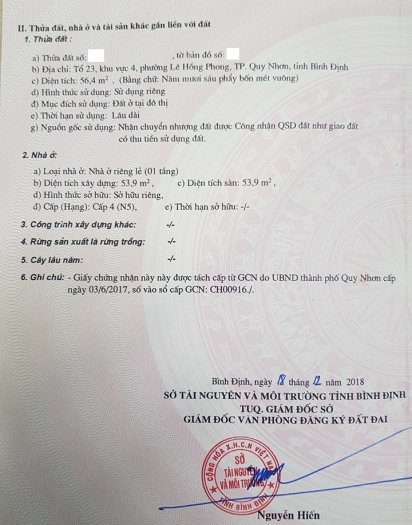 II. Thửa đất, nhà ở và tài sản khác gắn liền với đất
1. Thửa đất :
a) Thửa đất số: , tờ bản đồ số:
b) Địa chỉ: Tổ 23, khu vực 4, phường Lê Hồng Phong, TP. Quy Nhơn, tỉnh Bình Định
c) Diện tích: 56,4 m², (Bằng chữ: Năm mươi sáu phẩy bốn mét vuông)
d) Hình thức sử dụng: Sử dụng riêng
đ) Mục đích sử dụng: Đất ở tại đô thị
e) Thời hạn sử dụng: Lâu dài
g) Nguồn gốc sử dụng: Nhận chuyển nhượng đất được Công nhận QSD đất như giao đất
có thu tiền sử dụng đất.
2. Nhà ở:
a) Loại nhà ở: Nhà ở riêng lẻ (01 tầng)
b) Diện tích xây dựng: 53,9 m², c) Diện tích sàn: 53,9 m²,
d) Hình thức sở hữu: Sở hữu riêng,
đ) Cấp (Hạng): Cấp 4 (N5), e) Thời hạn sở hữu: -/-
3. Công trình xây dựng khác: -/-
4. Rừng sản xuất là rừng trồng: -/-
5. Cây lâu năm: -/-
6. Ghi chú: - Giấy chứng nhận này này được tách cấp từ GCN do UBND thành phố Quy Nhơn cấp
ngày 03/6/2017, số vào sổ cấp GCN: CH00916./.
Bình Định, ngày 18 tháng 12 năm 2018
SỞ TÀI NGUYÊN VÀ MÔI TRƯỜNG TỈNH BÌNH ĐỊNH
TUQ. GIÁM ĐỐC SỞ
GIÁM ĐỐC VĂN PHÒNG ĐĂNG KÝ ĐẤT ĐAI
CỘNG HÒA X.H.C.N VIỆT NAM
SỞ
TÀI NGUYÊN
VÀ MÔI TRƯỜNG
TỈNH BÌNH ĐỊNH
Nguyễn Hiến